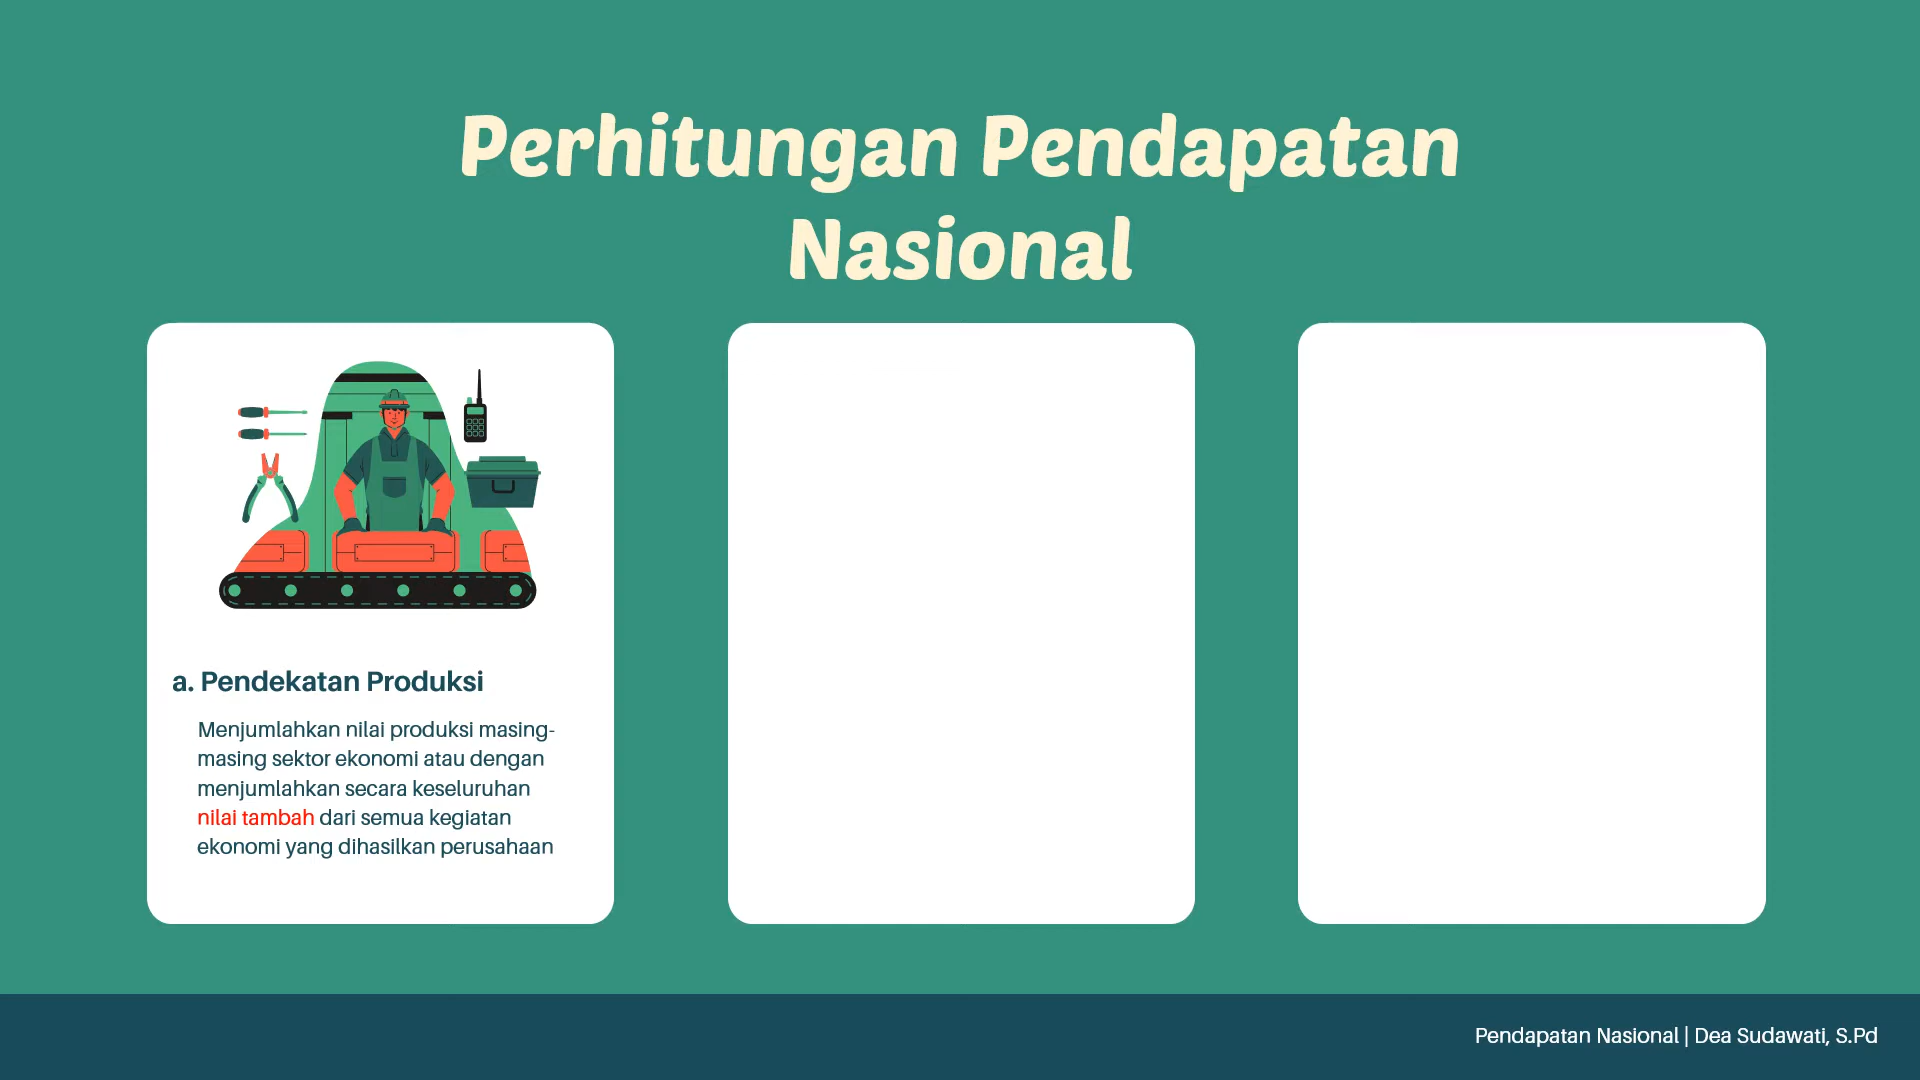 Perhitungan Pendapatan
Nasional
a. Pendekatan Produksi
Menjumlahkan nilai produksi masing-
masing sektor ekonomi atau dengan
menjumlahkan secara keseluruhan
nilai tambah dari semua kegiatan
ekonomi yang dihasilkan perusahaan
Pendapatan Nasional | Dea Sudawati, S.Pd